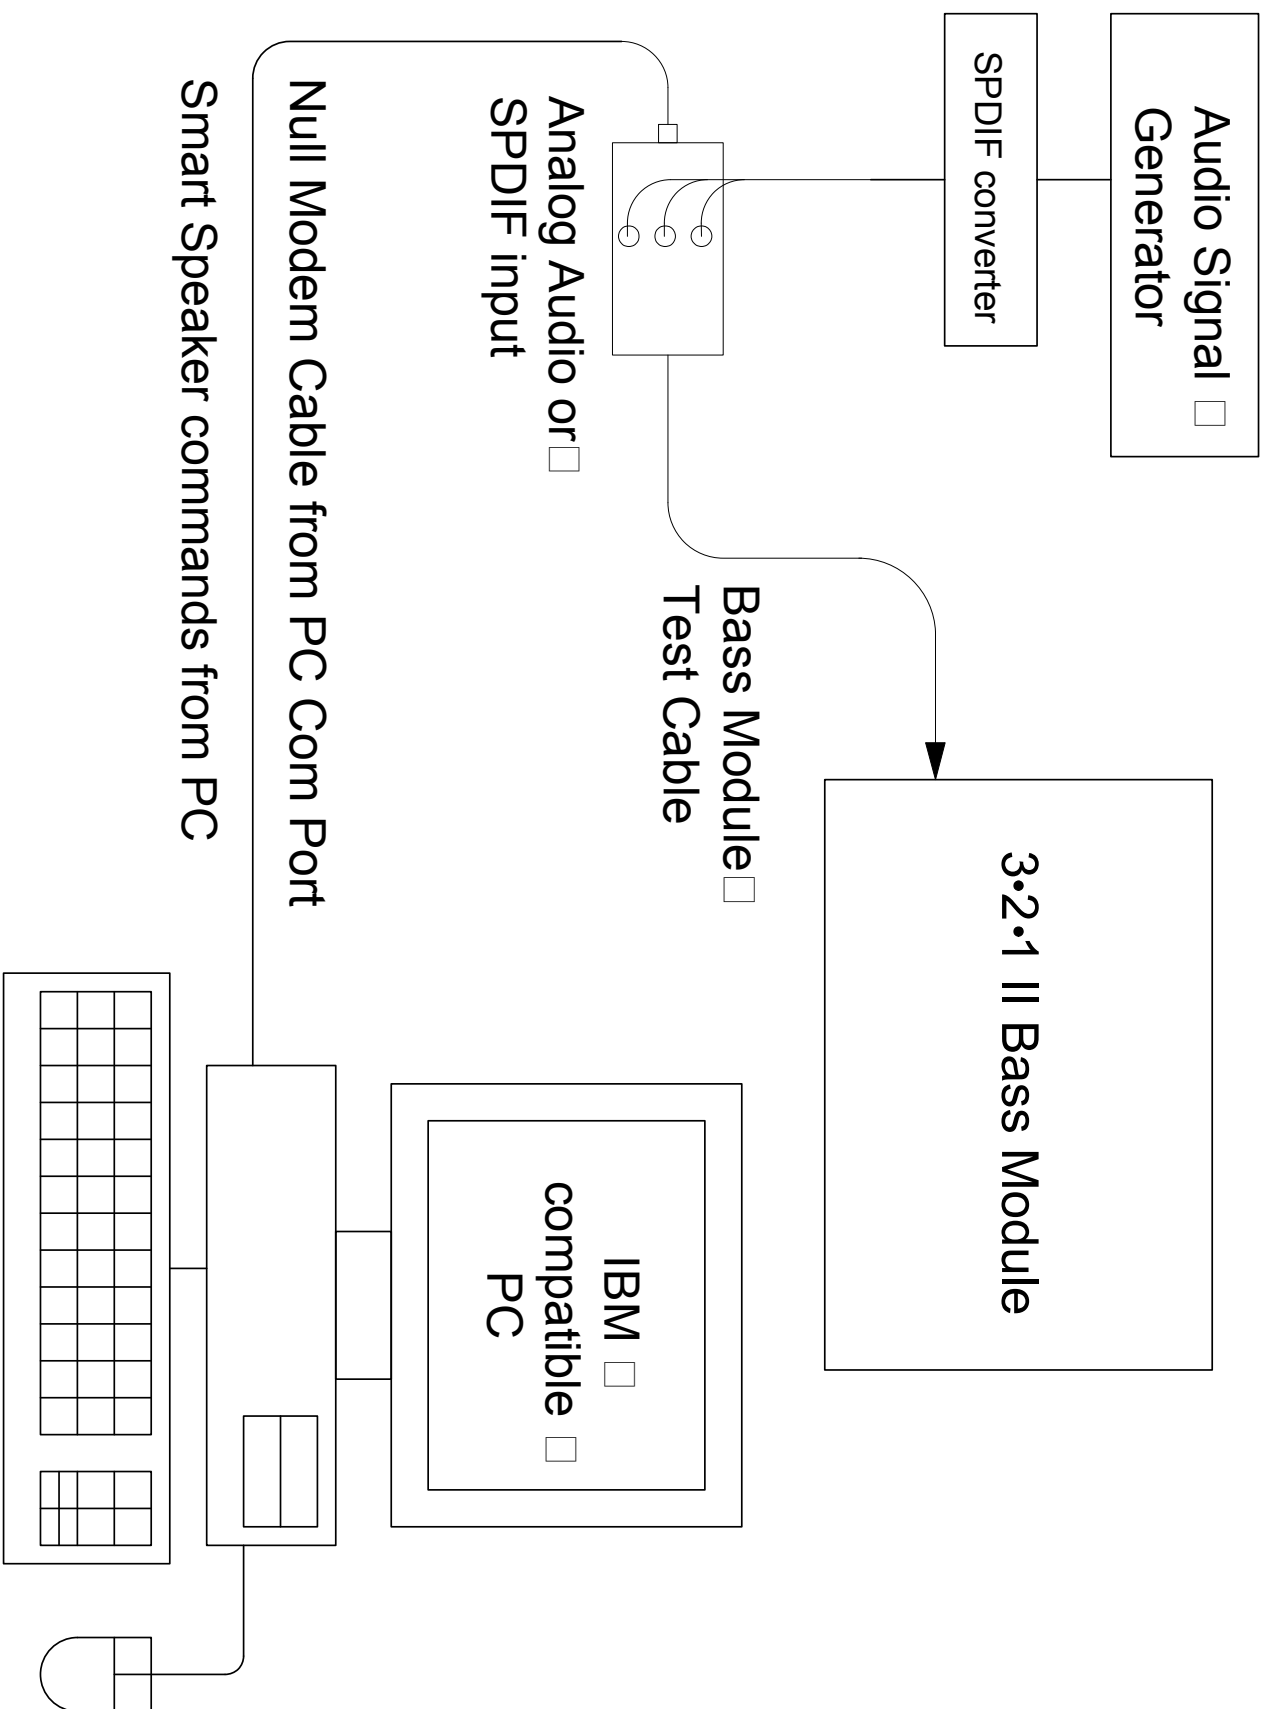 Audio Signal
Generator
SPDIF converter
3•2•1 II Bass Module
Bass Module
Test Cable
Analog Audio or
SPDIF input
IBM
compatible
PC
Null Modem Cable from PC Com Port
Smart Speaker commands from PC